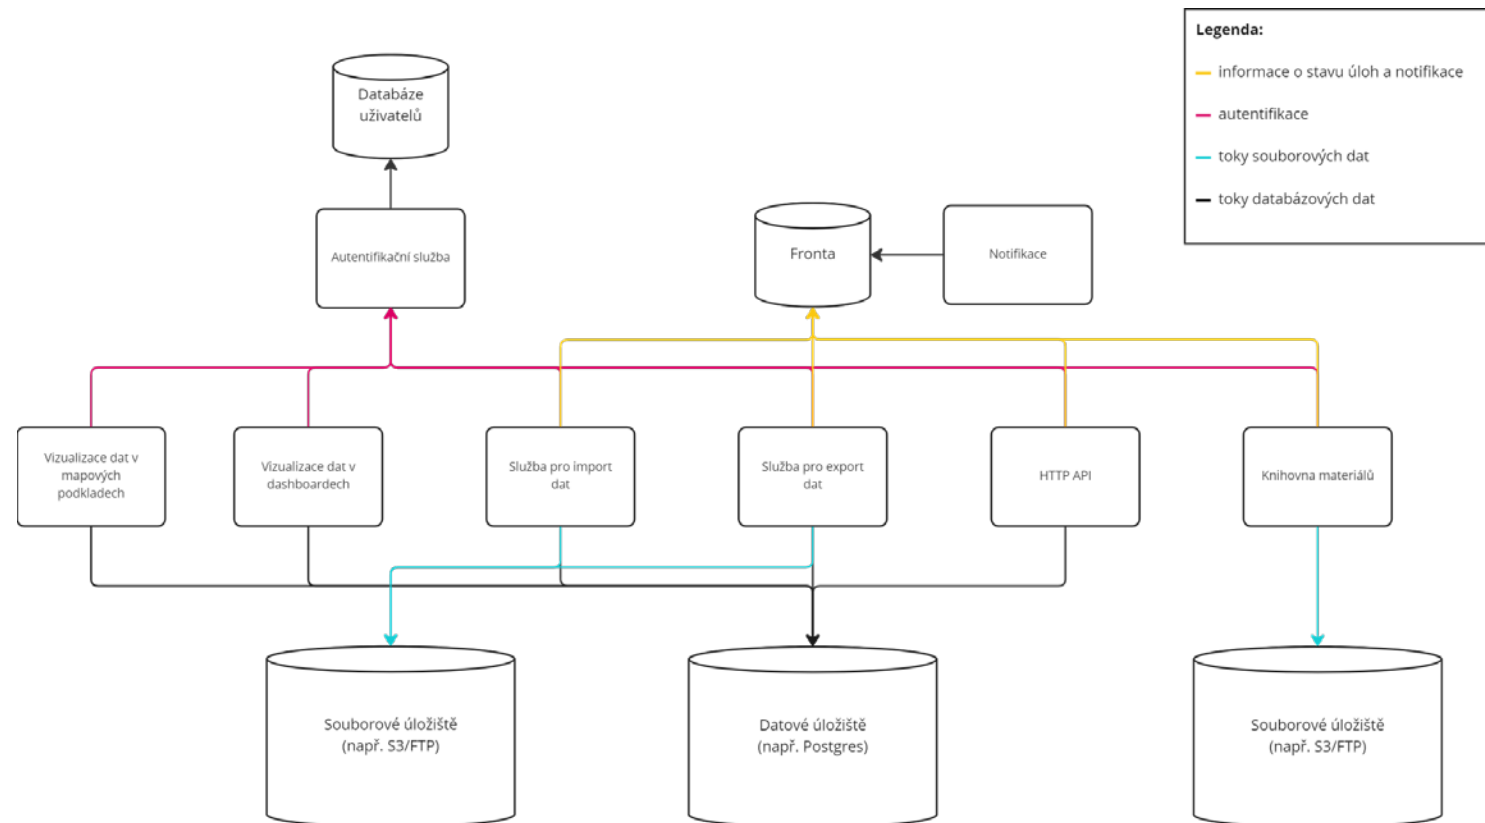 Legenda:
informace o stavu úloh a notifikace
autentifikace
toky souborových dat
toky databázových dat
Databáze
uživatelů
Autentifikační služba
Fronta
Notifikace
Vizualizace dat v
mapových
podkladech
Vizualizace dat v
dashboardech
Služba pro import
dat
Služba pro export
dat
HTTP API
Knihovna materiálů
Souborové úložiště
(např. S3/FTP)
Datové úložiště
(např. Postgres)
Souborové úložiště
(např. S3/FTP)